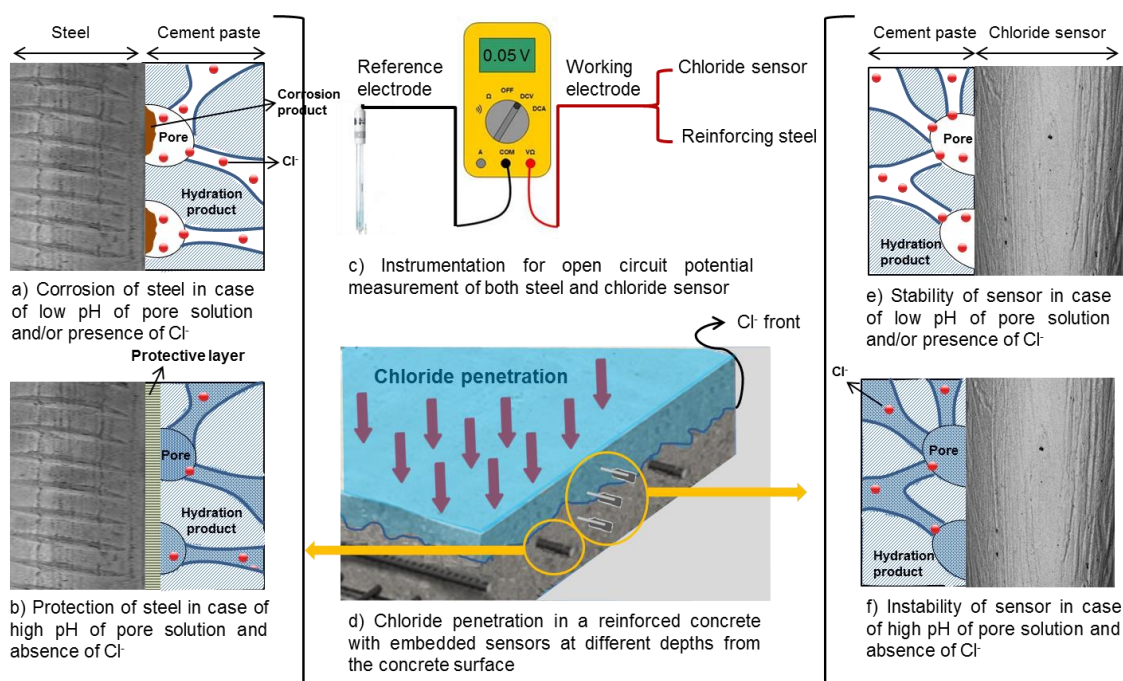 Steel
Cement paste
Corrosion
product
Pore
Cl-
Hydration
product
a) Corrosion of steel in case
of low pH of pore solution
and/or presence of Cl-
Protective layer
Pore
Hydration
product
b) Protection of steel in case of
high pH of pore solution and
absence of Cl-
Reference
electrode
0.05 V
OFF
Ω
DCV
DCA
A
COM
VΩ
Working
electrode
Chloride sensor
Reinforcing steel
c) Instrumentation for open circuit potential
measurement of both steel and chloride sensor
Cl- front
Chloride penetration
d) Chloride penetration in a reinforced concrete
with embedded sensors at different depths from
the concrete surface
Cement paste
Chloride sensor
Pore
Hydration
product
e) Stability of sensor in case
of low pH of pore solution
and/or presence of Cl-
Cl-
Pore
Hydration
product
f) Instability of sensor in case
of high pH of pore solution and
absence of Cl-